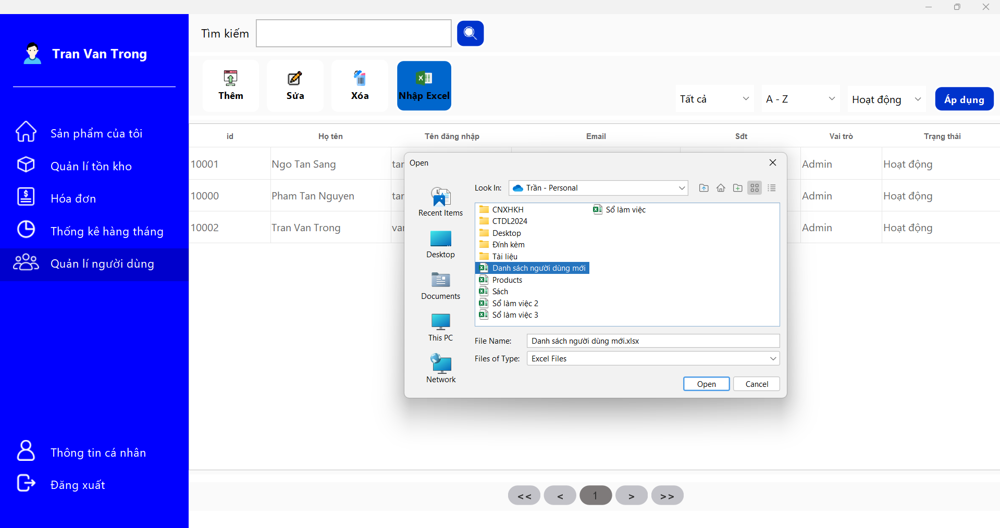 Tran Van Trong
Sản phẩm của tôi
Quản lí tồn kho
Hóa đơn
Thống kê hàng tháng
Quản lí người dùng
Thông tin cá nhân
Đăng xuất
Tìm kiếm
Thêm
Sửa
Xóa
Nhập Excel
Tất cả
A - Z
Hoạt động
Áp dụng
id Họ tên Tên đăng nhập Email Sđt Vai trò Trạng thái
10001 Ngo Tan Sang tar Admin Hoạt động
10000 Pham Tan Nguyen tar Admin Hoạt động
10002 Tran Van Trong var Admin Hoạt động
Open
Look In: Trần - Personal
Recent Items
Desktop
Documents
This PC
Network
CNXHKH
CTDL2024
Desktop
Đính kèm
Tài liệu
Danh sách người dùng mới
Products
Sách
Sổ làm việc 2
Sổ làm việc 3
Sổ làm việc
File Name: Danh sách người dùng mới.xlsx
Files of Type: Excel Files
Open Cancel
<< < 1 > >>